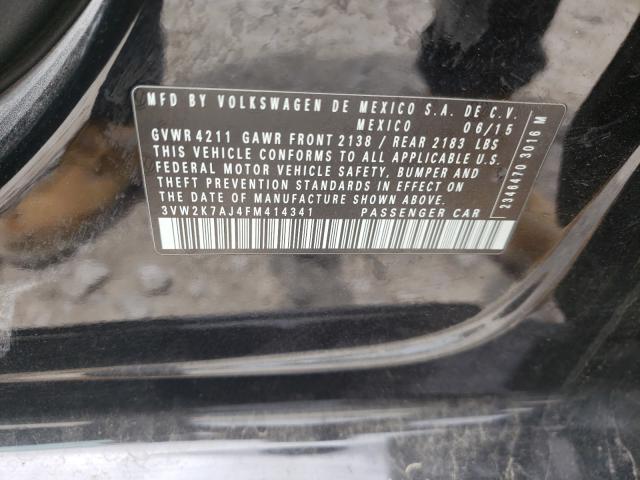 MFD BY VOLKSWAGEN DE MEXICO S.A. DE C.V.
MEXICO 06/15
GVWR 4211 GAWR FRONT 2138 / REAR 2183 LBS
THIS VEHICLE CONFORMS TO ALL APPLICABLE U.S.
FEDERAL MOTOR VEHICLE SAFETY, BUMPER AND
THEFT PREVENTION STANDARDS IN EFFECT ON
THE DATE OF MANUFACTURE SHOWN ABOVE.
3VW2K7AJ4FM414341 PASSENGER CAR
2346470 3016 M